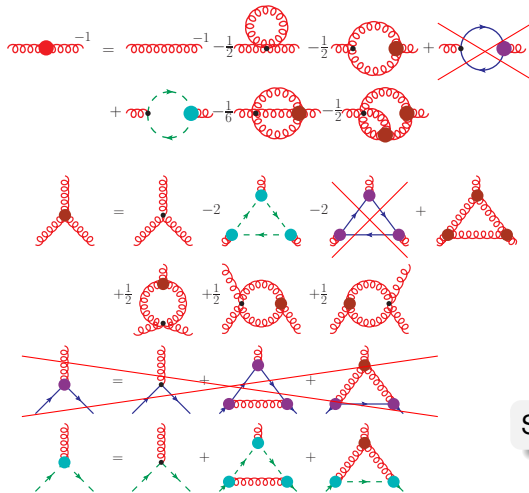 -1 = -1 -1/2 -1/2 +
+ -1/6 -1/2
= -2 -2 +
+1/2 +1/2 +1/2
= + +
S
= + +